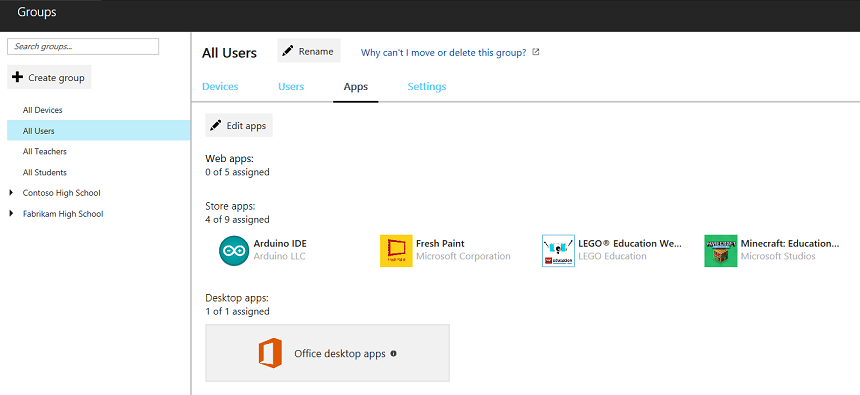 Groups
Search groups...
Create group
All Devices
All Users
All Teachers
All Students
Contoso High School
Fabrikam High School
All Users
Rename
Why can't I move or delete this group?
Devices
Users
Apps
Settings
Edit apps
Web apps:
0 of 5 assigned
Store apps:
4 of 9 assigned
Arduino IDE
Arduino LLC
Fresh Paint
Microsoft Corporation
LEGO® Education We...
LEGO Education
Minecraft: Education...
Microsoft Studios
Desktop apps:
1 of 1 assigned
Office desktop apps